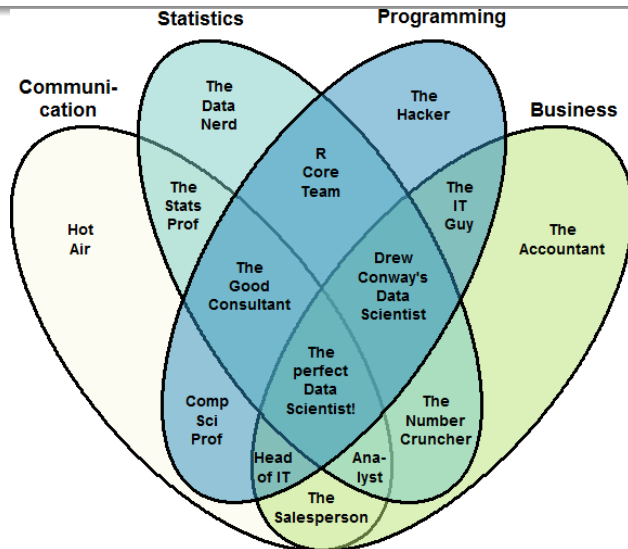 Statistics
Programming
Communi-
cation
Business
The
Data
Nerd
The
Hacker
R
Core
Team
The
Stats
Prof
The
IT
Guy
Hot
Air
The
Accountant
The
Good
Consultant
Drew
Conway's
Data
Scientist
The
perfect
Data
Scientist!
Comp
Sci
Prof
The
Number
Cruncher
Head
of IT
Ana-
lyst
The
Salesperson